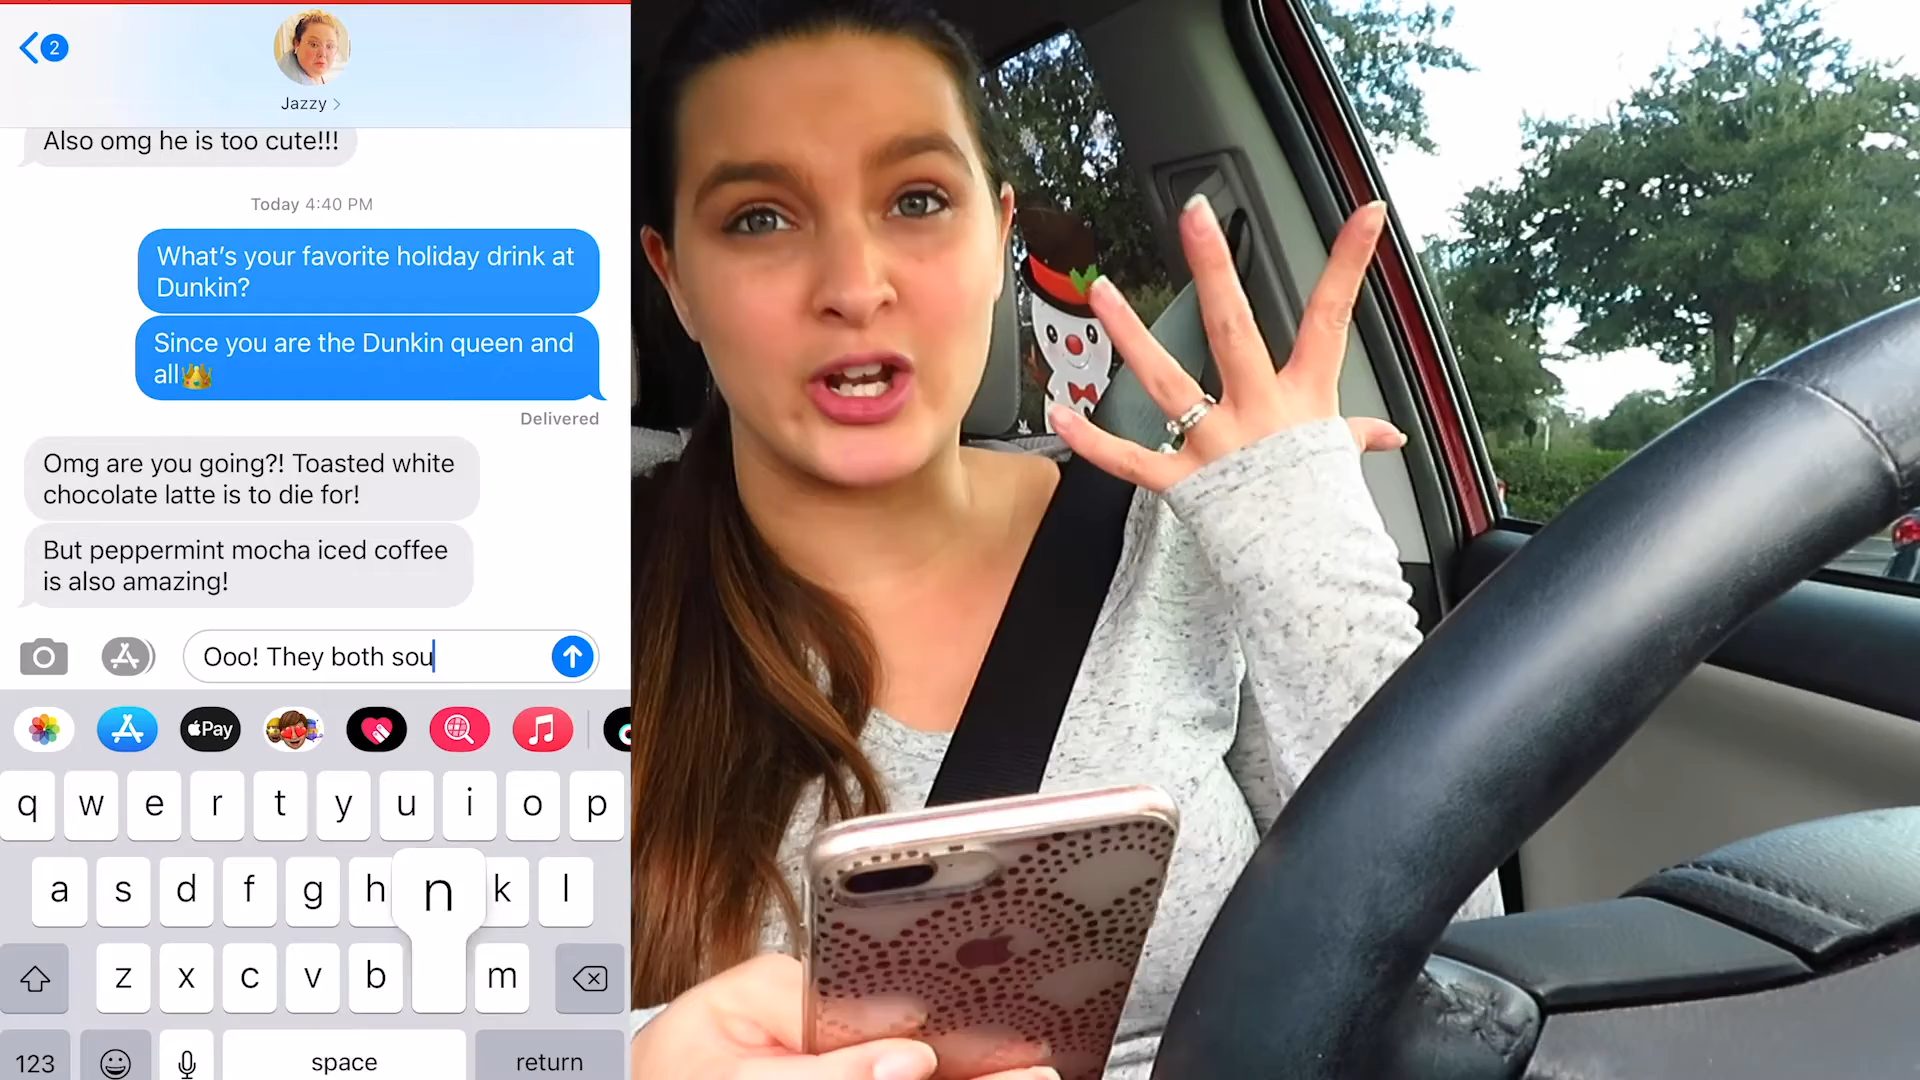 2
Jazzy >
Also omg he is too cute!!!
Today 4:40 PM
What's your favorite holiday drink at
Dunkin?
Since you are the Dunkin queen and
all👑
Delivered
Omg are you going?! Toasted white
chocolate latte is to die for!
But peppermint mocha iced coffee
is also amazing!
Ooo! They both sou
Pay
q w e r t y u i o p
a s d f g h n k l
z x c v b m
123 space return